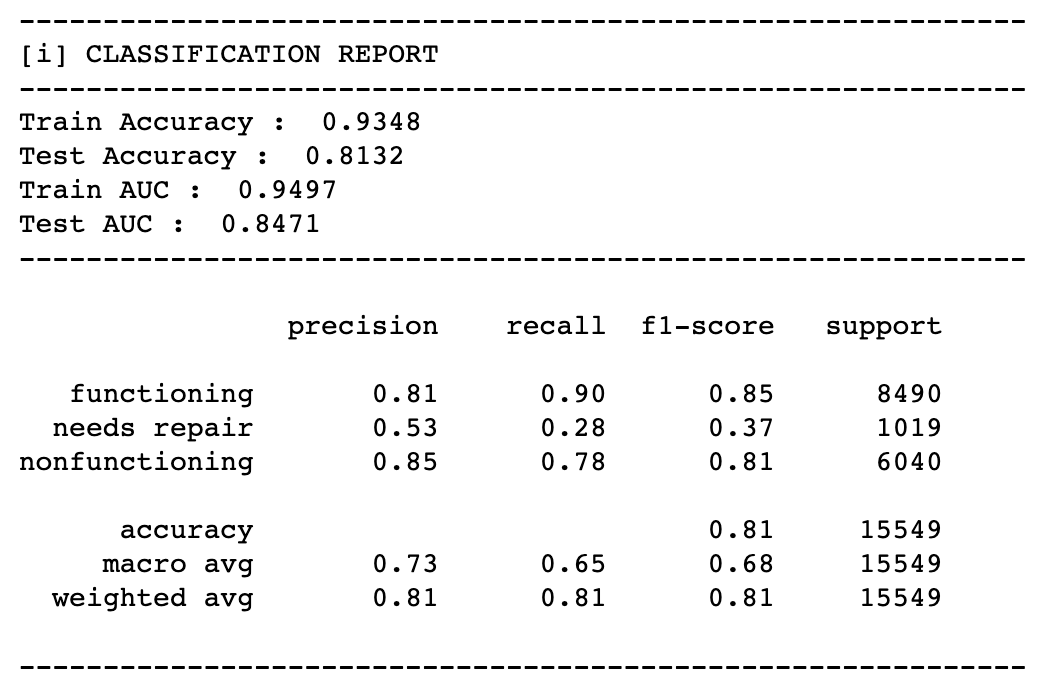 ------------------------------------------------------------
[i] CLASSIFICATION REPORT
------------------------------------------------------------
Train Accuracy :  0.9348
Test Accuracy :  0.8132
Train AUC :  0.9497
Test AUC :  0.8471
------------------------------------------------------------
                precision    recall  f1-score   support
   functioning       0.81      0.90      0.85      8490
  needs repair       0.53      0.28      0.37      1019
nonfunctioning       0.85      0.78      0.81      6040
      accuracy                           0.81     15549
     macro avg       0.73      0.65      0.68     15549
  weighted avg       0.81      0.81      0.81     15549
------------------------------------------------------------